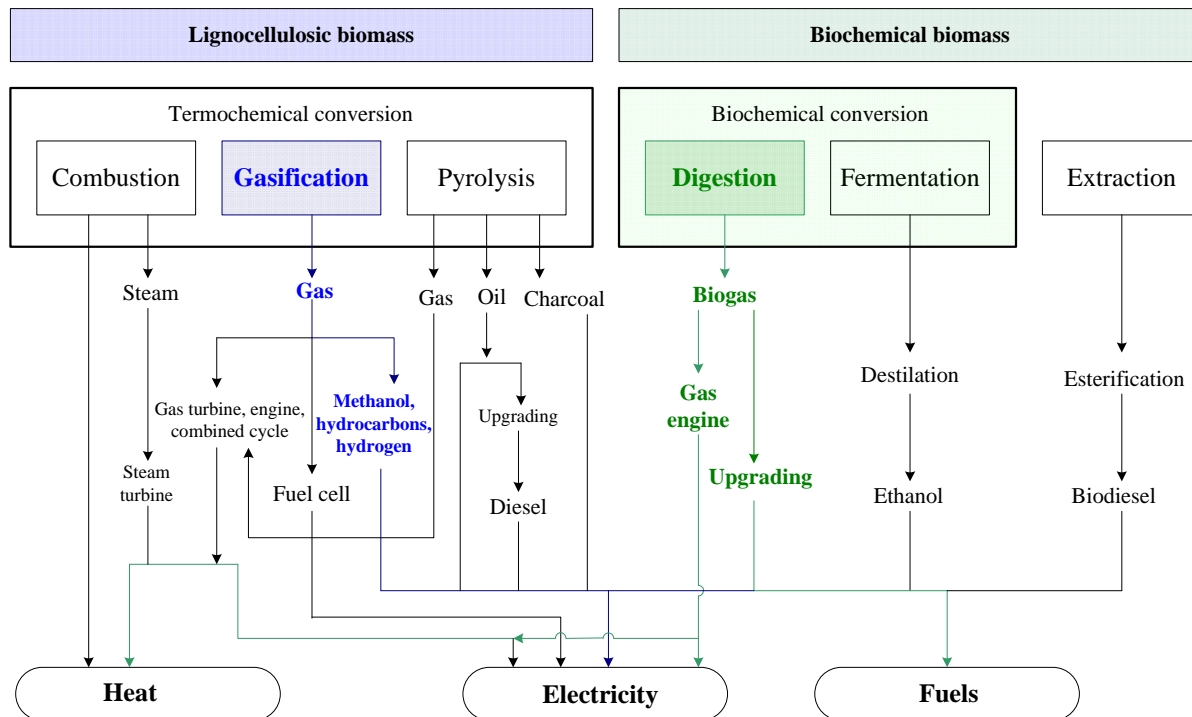 Lignocellulosic biomass
Biochemical biomass
Termochemical conversion
Biochemical conversion
Combustion
Gasification
Pyrolysis
Digestion
Fermentation
Extraction
Steam
Gas
Gas
Oil
Charcoal
Biogas
Gas turbine, engine,
combined cycle
Methanol,
hydrocarbons,
hydrogen
Upgrading
Gas
engine
Destilation
Esterification
Steam
turbine
Fuel cell
Diesel
Upgrading
Ethanol
Biodiesel
Heat
Electricity
Fuels